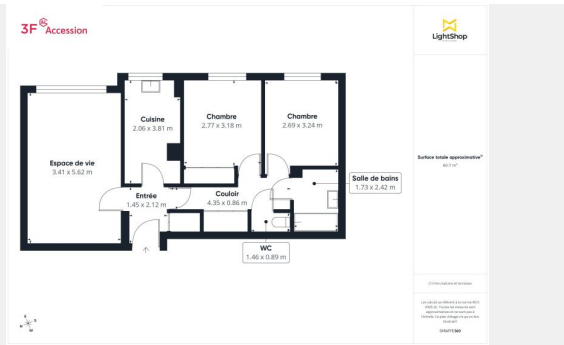 3F Accession
LightShop
Cuisine
2.06 x 3.81 m
Chambre
2.77 x 3.18 m
Chambre
2.69 x 3.24 m
Espace de vie
3.41 x 5.62 m
Surface totale approximative
Salle de bains
1.73 x 2.42 m
Entrée
1.45 x 2.12 m
Couloir
4.35 x 0.86 m
WC
1.46 x 0.89 m
GIRAFFE360